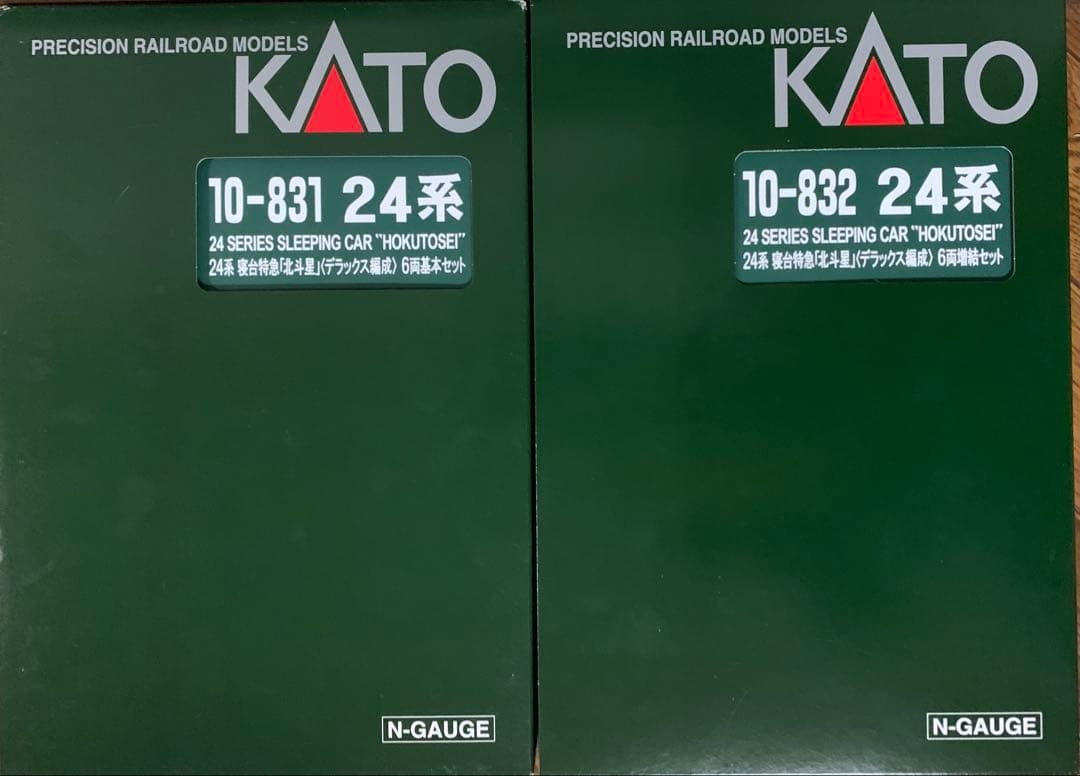 PRECISION RAILROAD MODELS
KATO
10-831 24系
24 SERIES SLEEPING CAR "HOKUTOSEI"
24系 寝台特急「北斗星」〈デラックス編成〉 6両基本セット
N-GAUGE
PRECISION RAILROAD MODELS
KATO
10-832 24系
24 SERIES SLEEPING CAR "HOKUTOSEI"
24系 寝台特急「北斗星」〈デラックス編成〉 6両増結セット
N-GAUGE